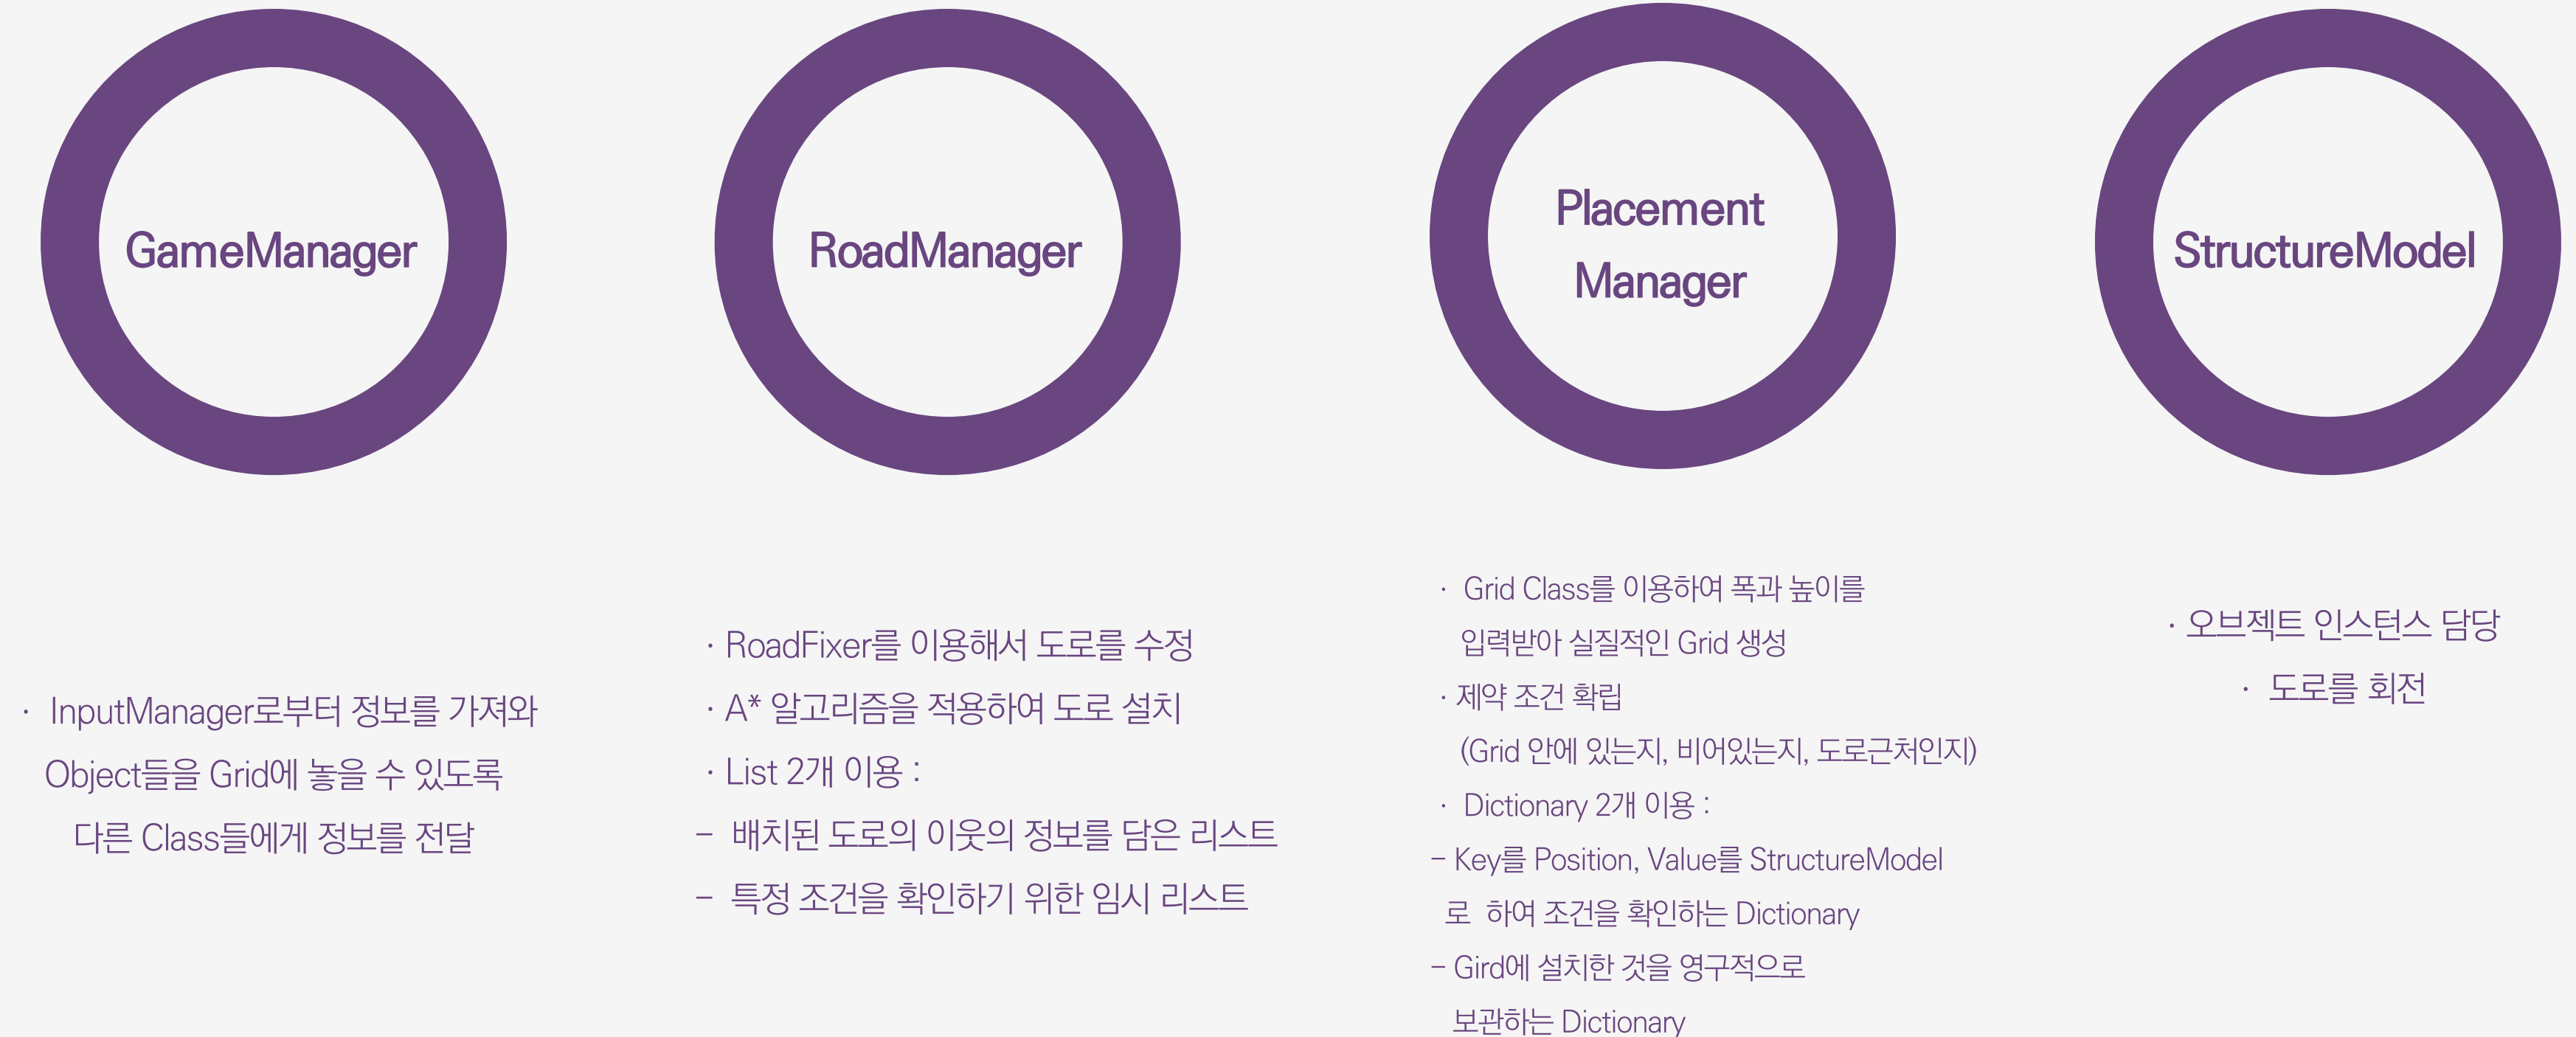 GameManager
· InputManager로부터 정보를 가져와
Object들을 Grid에 놓을 수 있도록
다른 Class들에게 정보를 전달
RoadManager
· RoadFixer를 이용해서 도로를 수정
· A* 알고리즘을 적용하여 도로 설치
· List 2개 이용 :
– 배치된 도로의 이웃의 정보를 담은 리스트
– 특정 조건을 확인하기 위한 임시 리스트
Placement
Manager
· Grid Class를 이용하여 폭과 높이를
입력받아 실질적인 Grid 생성
· 제약 조건 확립
(Grid 안에 있는지, 비어있는지, 도로근처인지)
· Dictionary 2개 이용 :
– Key를 Position, Value를 StructureModel
로 하여 조건을 확인하는 Dictionary
– Gird에 설치한 것을 영구적으로
보관하는 Dictionary
StructureModel
· 오브젝트 인스턴스 담당
· 도로를 회전